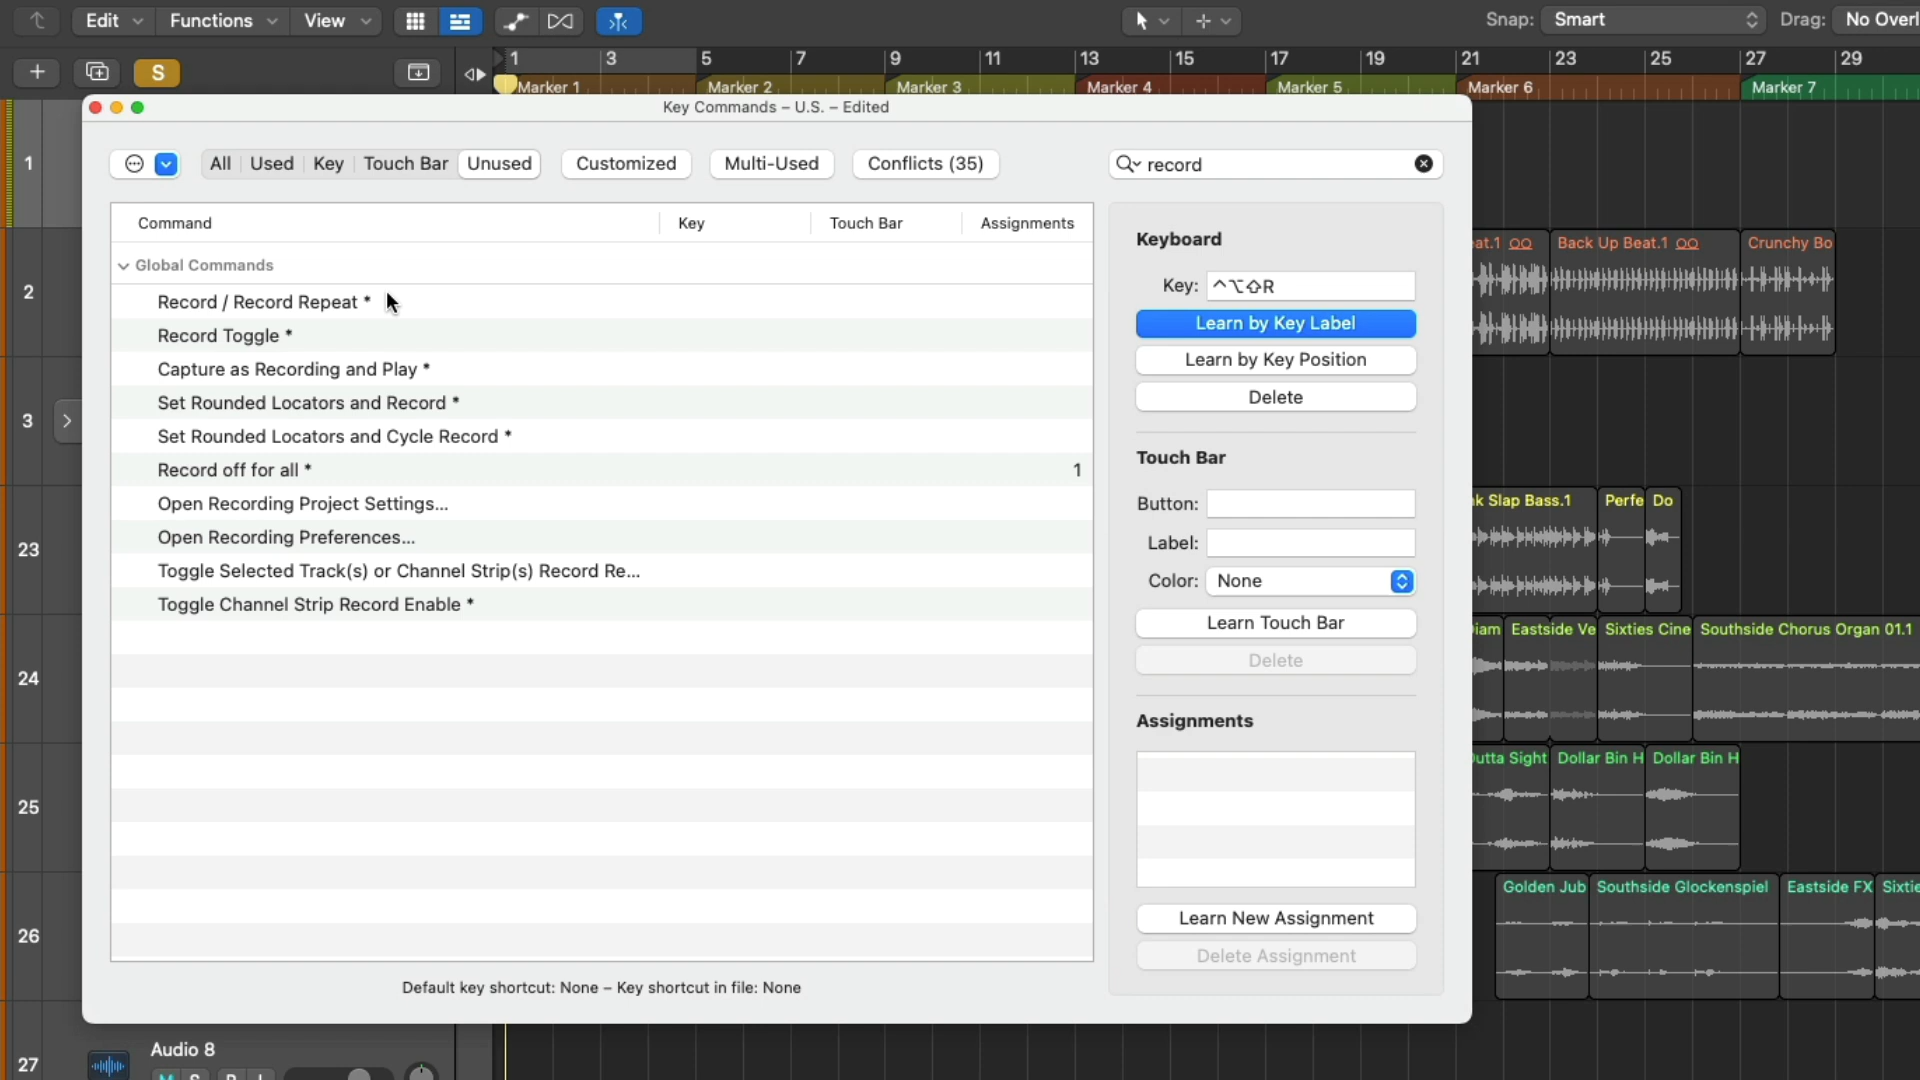 Edit Functions View Snap: Smart Drag: No Overl
S 1 3 5 7 9 11 13 15 17 19 21 23 25 27 29
Marker 1 Marker 2 Marker 3 Marker 4 Marker 5 Marker 6 Marker 7
Key Commands – U.S. – Edited
All Used Key Touch Bar Unused Customized Multi-Used Conflicts (35) record
Command Key Touch Bar Assignments
Global Commands
Record / Record Repeat *
Record Toggle *
Capture as Recording and Play *
Set Rounded Locators and Record *
Set Rounded Locators and Cycle Record *
Record off for all * 1
Open Recording Project Settings...
Open Recording Preferences...
Toggle Selected Track(s) or Channel Strip(s) Record Re...
Toggle Channel Strip Record Enable *
Default key shortcut: None – Key shortcut in file: None
Keyboard
Key: ⌃⌥⇧R
Learn by Key Label
Learn by Key Position
Delete
Touch Bar
Button:
Label:
Color: None
Learn Touch Bar
Delete
Assignments
Learn New Assignment
Delete Assignment
1
2
3
23
24
25
26
27
Audio 8
eat.1 Back Up Beat.1 Crunchy Bo
k Slap Bass.1 Perfe Do
iam Eastside Ve Sixties Cine Southside Chorus Organ 01.1
utta Sight Dollar Bin H Dollar Bin H
Golden Jub Southside Glockenspiel Eastside FX Sixtie